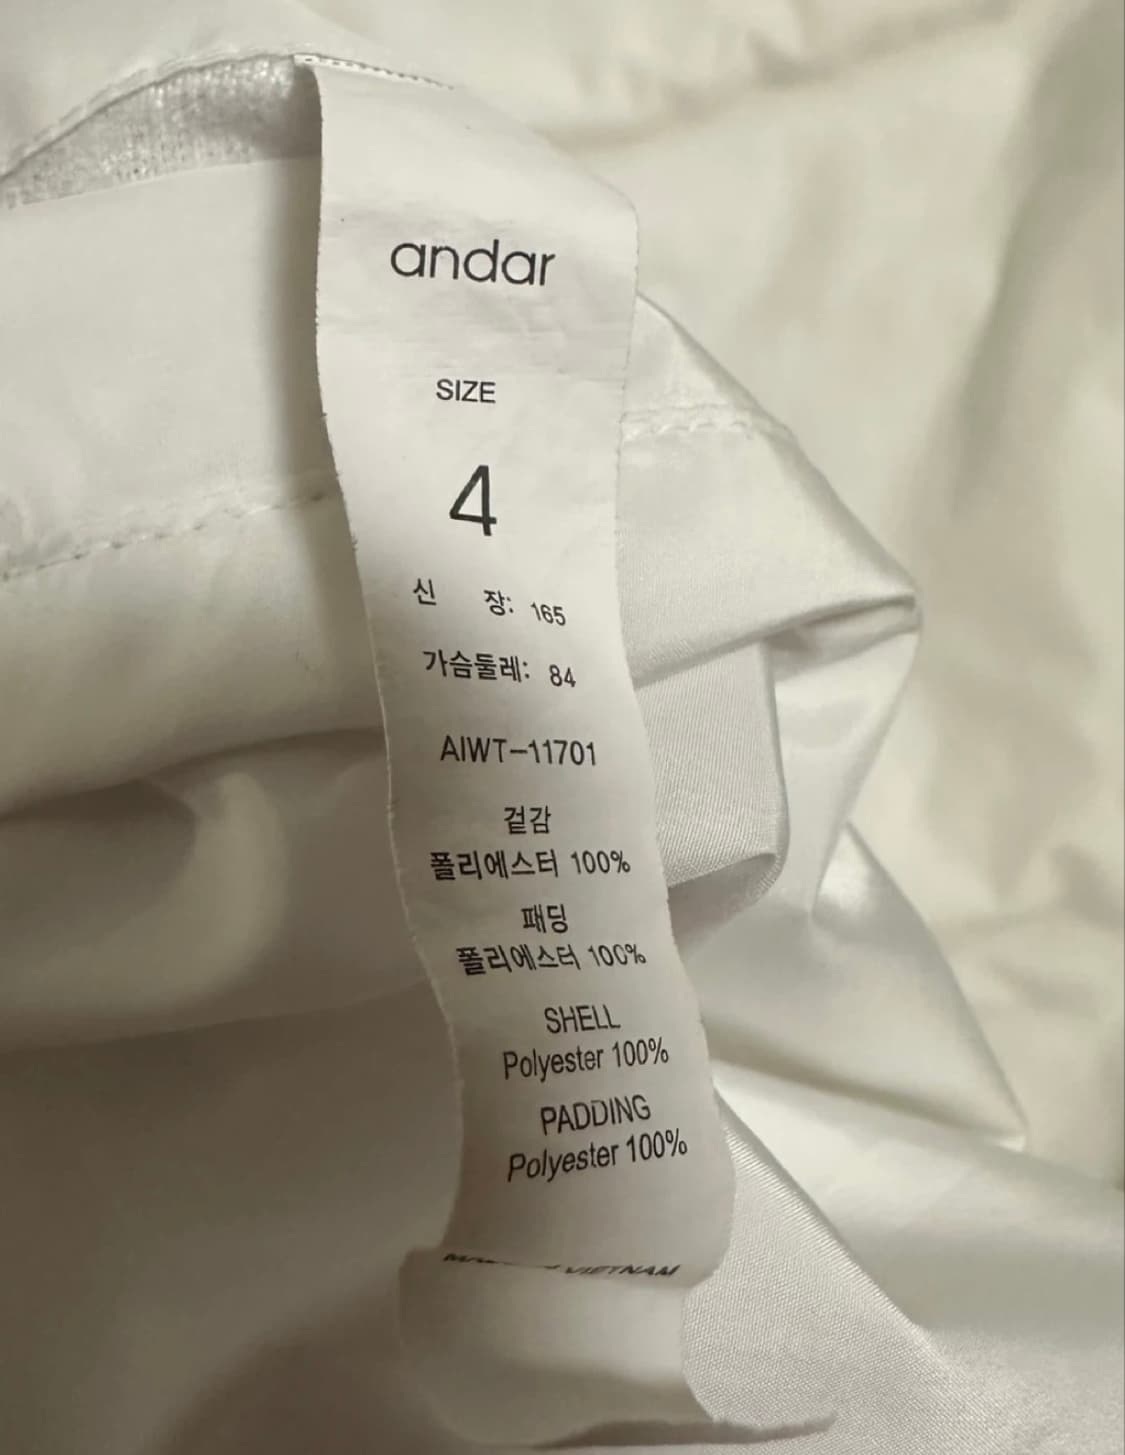 andar
SIZE
4
신 장: 165
가슴둘레: 84
AIWT-11701
겉감
폴리에스터 100%
패딩
폴리에스터 100%
SHELL
Polyester 100%
PADDING
Polyester 100%
VIETNAM